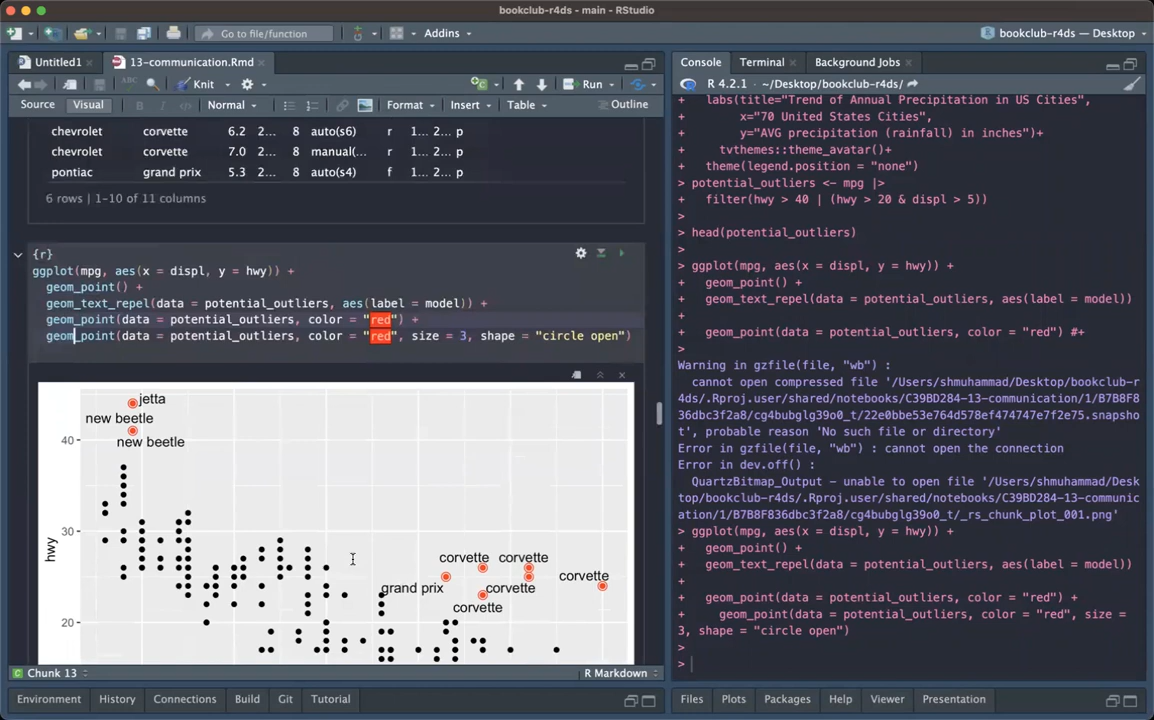 bookclub-r4ds - main - RStudio
Go to file/function
Addins
bookclub-r4ds — Desktop
Untitled1
13-communication.Rmd
Knit
Run
Source
Visual
B
I
</>
Normal
Format
Insert
Table
Outline
chevrolet corvette 6.2 2... 8 auto(s6) r 1... 2... p
chevrolet corvette 7.0 2... 8 manual(... r 1... 2... p
pontiac grand prix 5.3 2... 8 auto(s4) f 1... 2... p
6 rows | 1-10 of 11 columns
{r}
ggplot(mpg, aes(x = displ, y = hwy)) +
geom_point() +
geom_text_repel(data = potential_outliers, aes(label = model)) +
geom_point(data = potential_outliers, color = "red") +
geom_point(data = potential_outliers, color = "red", size = 3, shape = "circle open")
jetta
new beetle
40
new beetle
30
hwy
corvette corvette
corvette
grand prix
corvette
corvette
20
Chunk 13
R Markdown
Environment
History
Connections
Build
Git
Tutorial
Console
Terminal
Background Jobs
R 4.2.1 · ~/Desktop/bookclub-r4ds/
+ labs(title="Trend of Annual Precipitation in US Cities",
+ x="70 United States Cities",
+ y="AVG precipitation (rainfall) in inches")+
+ tvthemes::theme_avatar()+
+ theme(legend.position = "none")
> potential_outliers <- mpg |>
+ filter(hwy > 40 | (hwy > 20 & displ > 5))
>
> head(potential_outliers)
>
> ggplot(mpg, aes(x = displ, y = hwy)) +
+ geom_point() +
+ geom_text_repel(data = potential_outliers, aes(label = model))
+
+ geom_point(data = potential_outliers, color = "red") #+
>
Warning in gzfile(file, "wb") :
cannot open compressed file '/Users/shmuhammad/Desktop/bookclub-r
4ds/.Rproj.user/shared/notebooks/C39BD284-13-communication/1/B7B8F8
36dbc3f2a8/cg4bubglg39o0_t/22e0bbe53e764d578ef474747e7f2e75.snapsho
t', probable reason 'No such file or directory'
Error in gzfile(file, "wb") : cannot open the connection
Error in dev.off() :
QuartzBitmap_Output - unable to open file '/Users/shmuhammad/Desk
top/bookclub-r4ds/.Rproj.user/shared/notebooks/C39BD284-13-communic
ation/1/B7B8F836dbc3f2a8/cg4bubglg39o0_t/_rs_chunk_plot_001.png'
> ggplot(mpg, aes(x = displ, y = hwy)) +
+ geom_point() +
+ geom_text_repel(data = potential_outliers, aes(label = model))
+
+ geom_point(data = potential_outliers, color = "red") +
+ geom_point(data = potential_outliers, color = "red", size =
3, shape = "circle open")
>
>
Files
Plots
Packages
Help
Viewer
Presentation